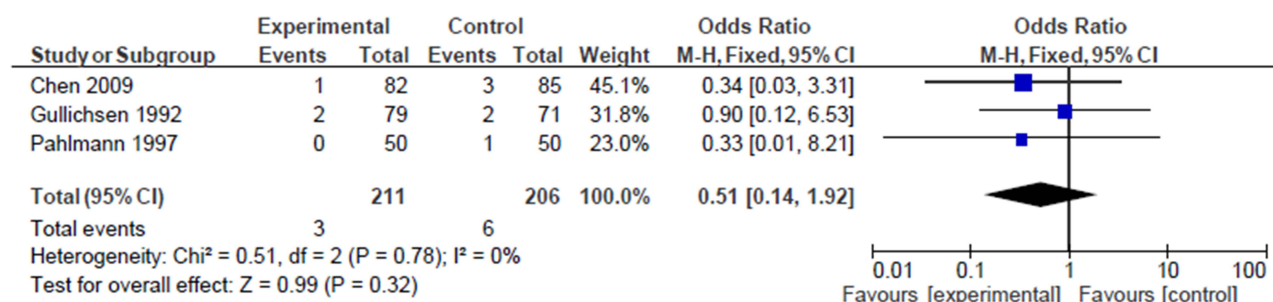 Experimental Control Odds Ratio Odds Ratio
Study or Subgroup Events Total Events Total Weight M-H, Fixed, 95% CI M-H, Fixed, 95% CI
Chen 2009 1 82 3 85 45.1% 0.34 [0.03, 3.31]
Gullichsen 1992 2 79 2 71 31.8% 0.90 [0.12, 6.53]
Pahlmann 1997 0 50 1 50 23.0% 0.33 [0.01, 8.21]
Total (95% CI) 211 206 100.0% 0.51 [0.14, 1.92]
Total events 3 6
Heterogeneity: Chi² = 0.51, df = 2 (P = 0.78); I² = 0%
Test for overall effect: Z = 0.99 (P = 0.32)
0.01 0.1 1 10 100
Favours [experimental] Favours [control]